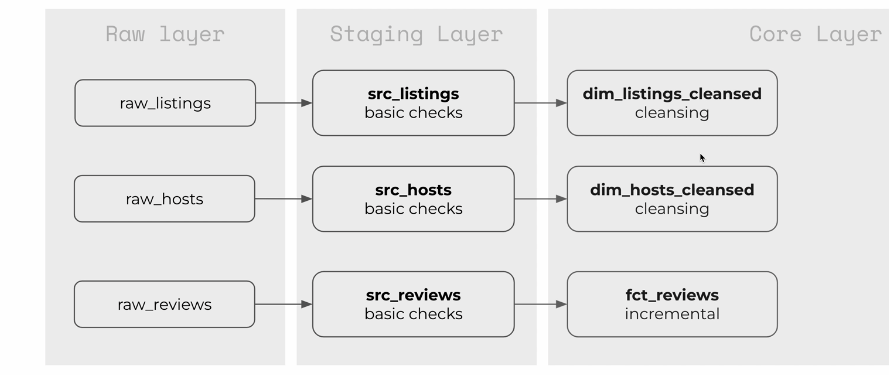 Raw layer
Staging Layer
Core Layer
raw_listings
src_listings
basic checks
dim_listings_cleansed
cleansing
raw_hosts
src_hosts
basic checks
dim_hosts_cleansed
cleansing
raw_reviews
src_reviews
basic checks
fct_reviews
incremental